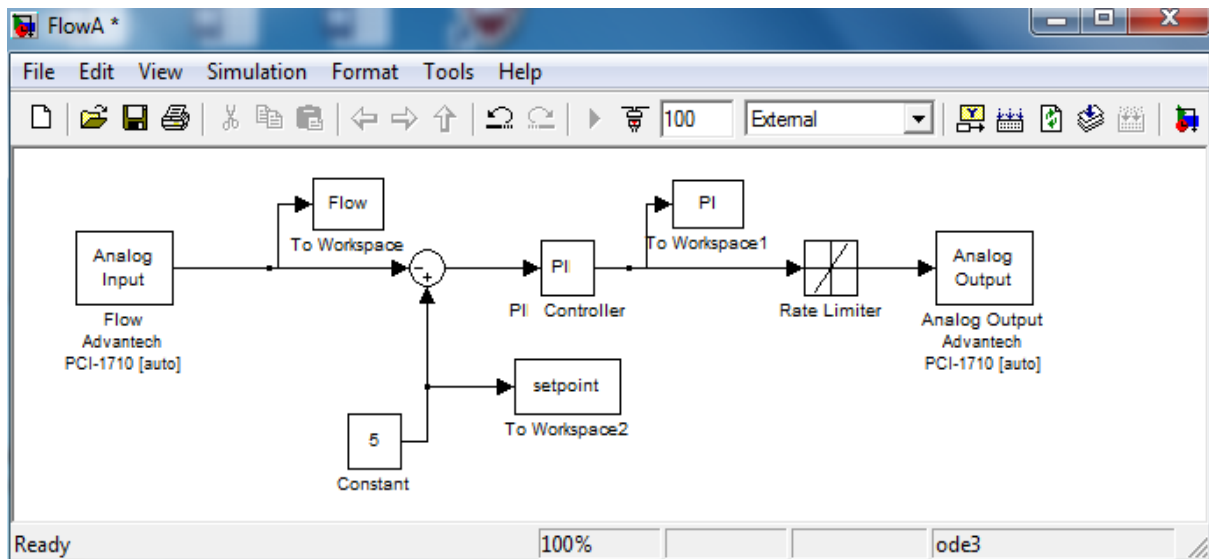 FlowA *
File Edit View Simulation Format Tools Help
100 External
Flow
To Workspace
PI
To Workspace1
Analog
Input
Flow
Advantech
PCI-1710 [auto]
PI
PI Controller
Rate Limiter
Analog
Output
Analog Output
Advantech
PCI-1710 [auto]
setpoint
To Workspace2
5
Constant
Ready 100% ode3